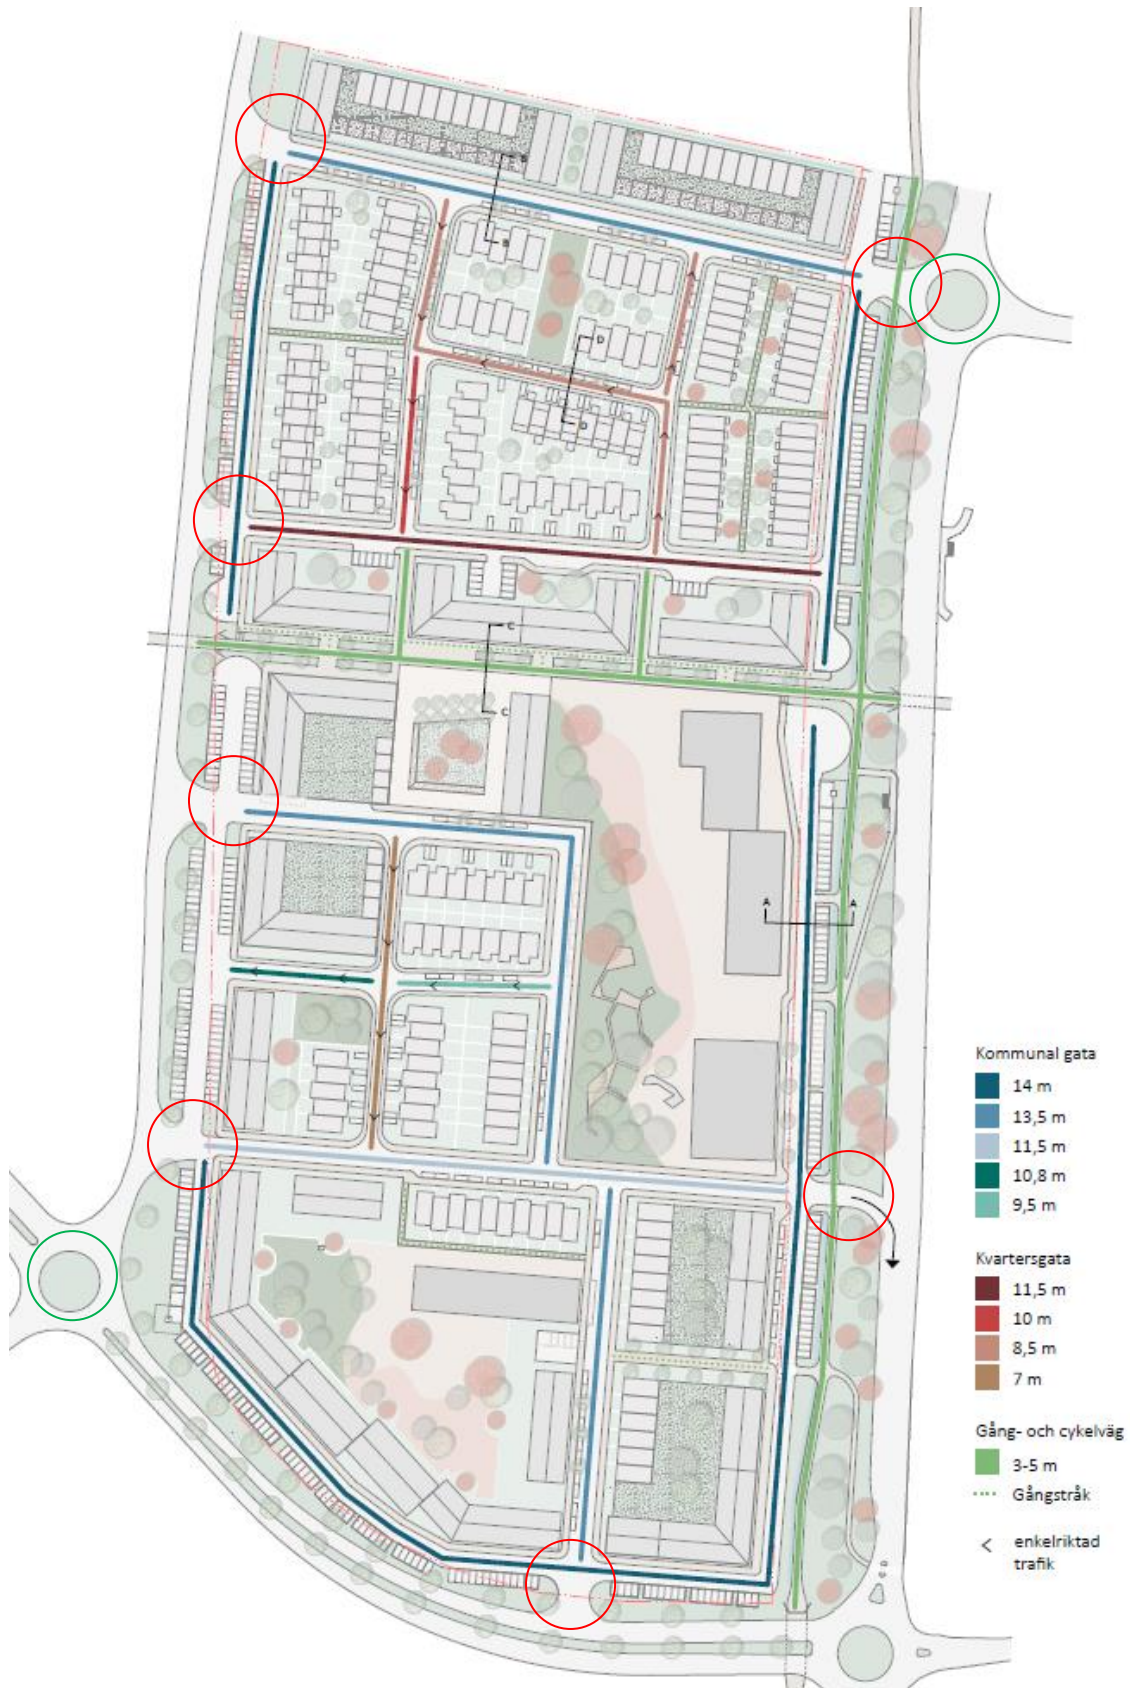 B
B
D
D
C
C
A
A
Kommunal gata
14 m
13,5 m
11,5 m
10,8 m
9,5 m
Kvartersgata
11,5 m
10 m
8,5 m
7 m
Gång- och cykelväg
3-5 m
Gångstråk
enkelriktad
trafik